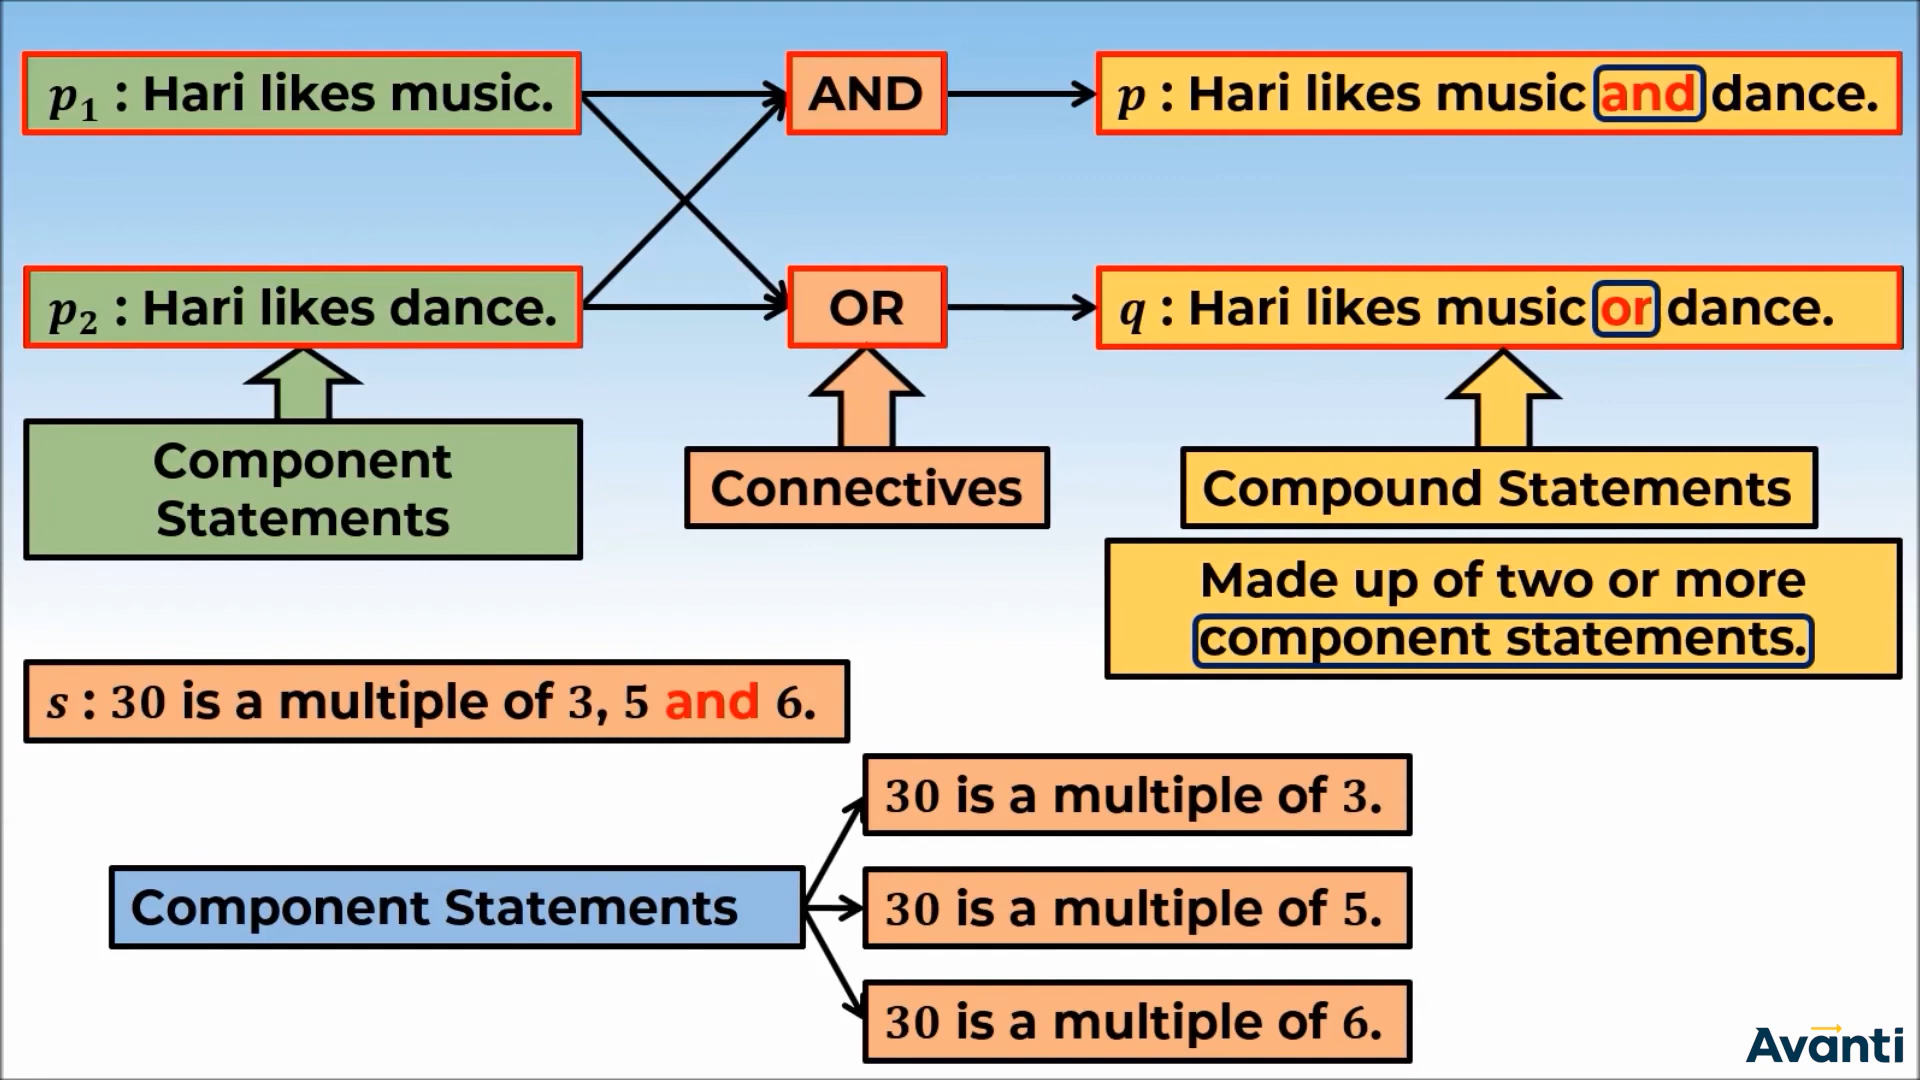 p₁ : Hari likes music.
AND
p : Hari likes music and dance.
p₂ : Hari likes dance.
OR
q : Hari likes music or dance.
Component
Statements
Connectives
Compound Statements
Made up of two or more
component statements.
s : 30 is a multiple of 3, 5 and 6.
Component Statements
30 is a multiple of 3.
30 is a multiple of 5.
30 is a multiple of 6.
Avanti